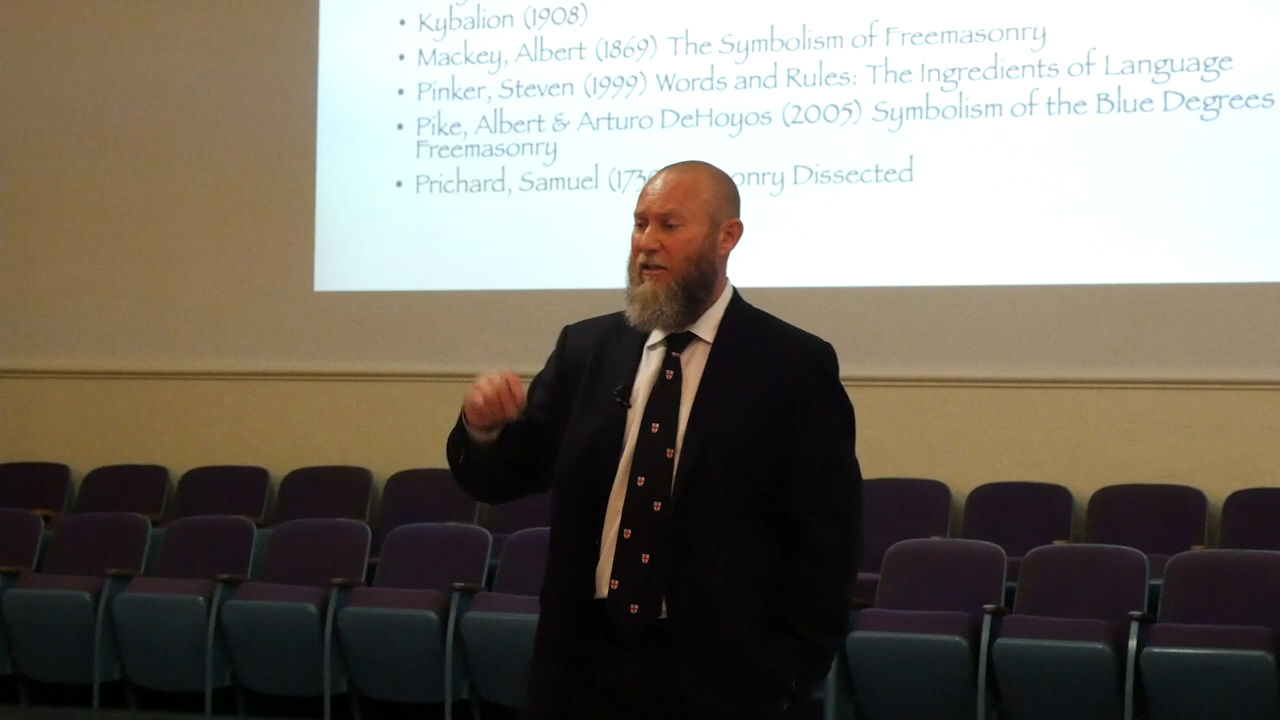 • Kybalion (1908)
• Mackey, Albert (1869) The Symbolism of Freemasonry
• Pinker, Steven (1999) Words and Rules: The Ingredients of Language
• Pike, Albert & Arturo DeHoyos (2005) Symbolism of the Blue Degrees
Freemasonry
• Prichard, Samuel (173 onry Dissected